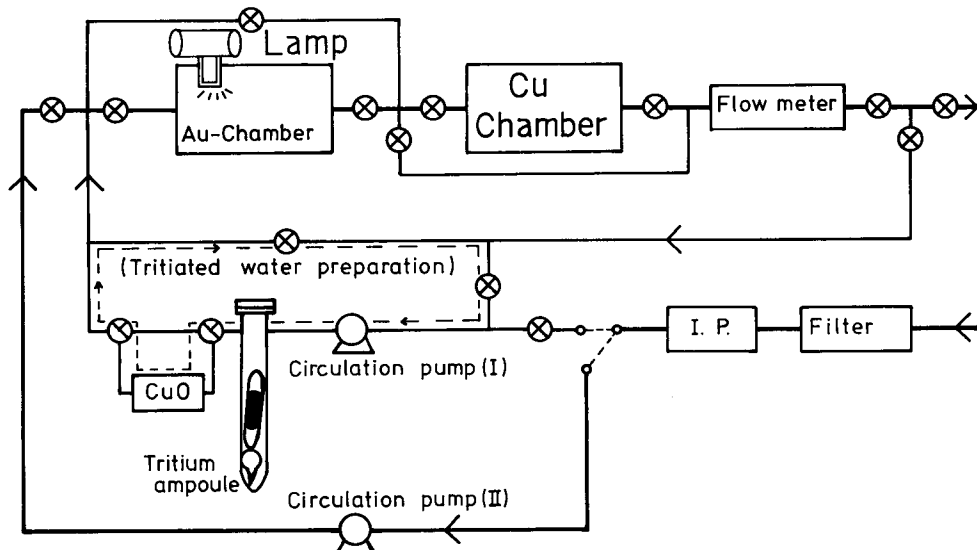 Lamp
Au-Chamber
Cu
Chamber
Flow meter
(Tritiated water preparation)
I. P.
Filter
Circulation pump (I)
CuO
Tritium
ampoule
Circulation pump (II)